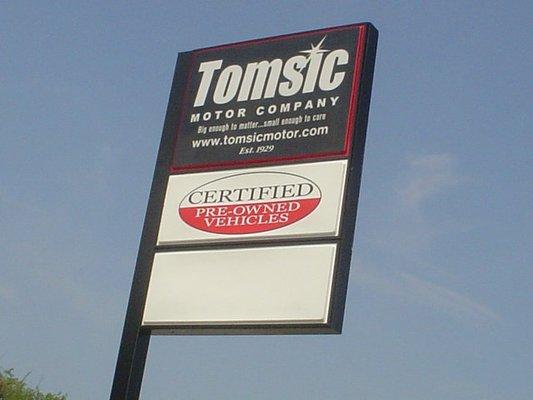 Tomsic
MOTOR COMPANY
Big enough to matter...small enough to care
www.tomsicmotor.com
Est. 1929
CERTIFIED
PRE-OWNED
VEHICLES